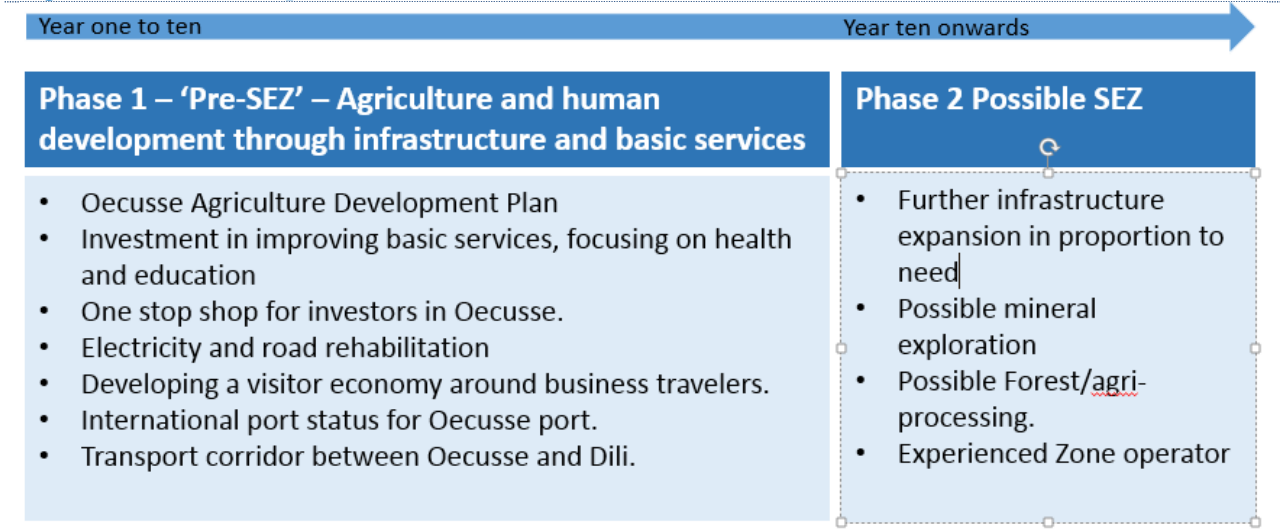 Year one to ten
Year ten onwards
Phase 1 – ‘Pre-SEZ’ – Agriculture and human
development through infrastructure and basic services
• Oecusse Agriculture Development Plan
• Investment in improving basic services, focusing on health
and education
• One stop shop for investors in Oecusse.
• Electricity and road rehabilitation
• Developing a visitor economy around business travelers.
• International port status for Oecusse port.
• Transport corridor between Oecusse and Dili.
Phase 2 Possible SEZ
• Further infrastructure
expansion in proportion to
need
• Possible mineral
exploration
• Possible Forest/agri-
processing.
• Experienced Zone operator